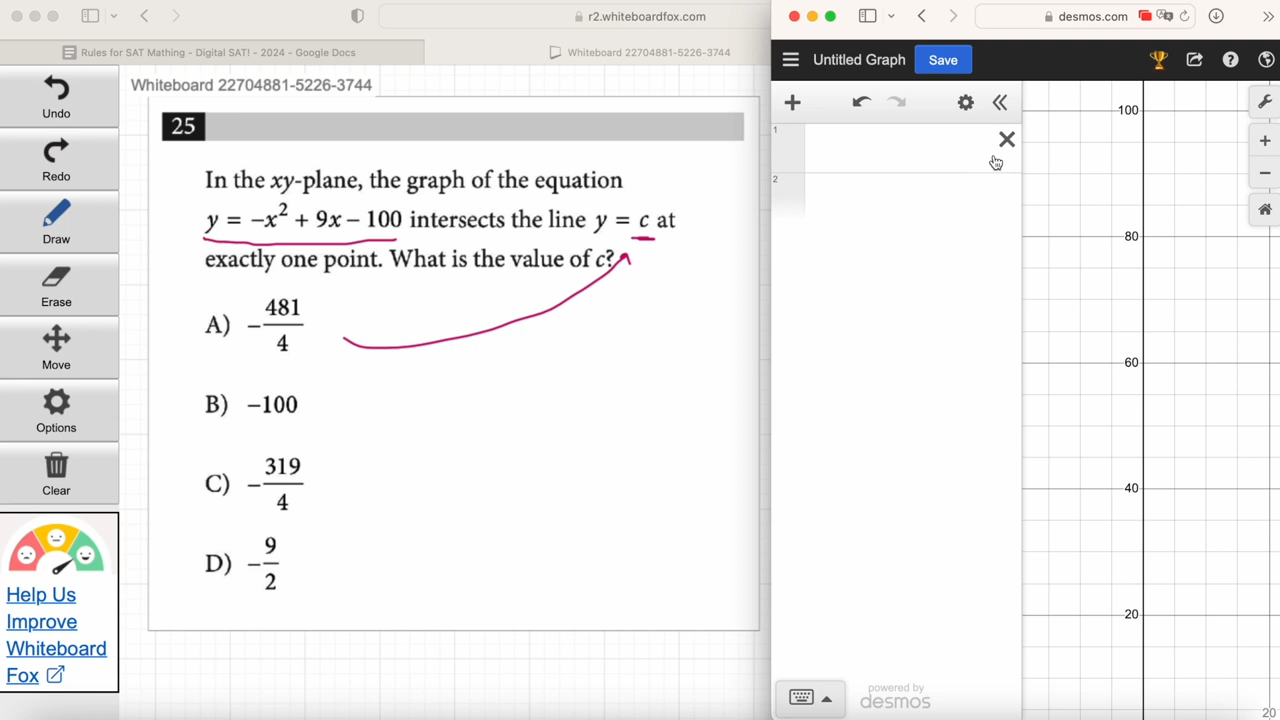 r2.whiteboardfox.com
desmos.com
Rules for SAT Mathing - Digital SAT! - 2024 - Google Docs
Whiteboard 22704881-5226-3744
Untitled Graph
Save
Undo
Redo
Draw
Erase
Move
Options
Clear
Help Us
Improve
Whiteboard
Fox
Whiteboard 22704881-5226-3744
25
In the xy-plane, the graph of the equation
y = −x² + 9x − 100 intersects the line y = c at
exactly one point. What is the value of c?
A) −481/4
B) −100
C) −319/4
D) −9/2
1
2
powered by
desmos
100
80
60
40
20
20